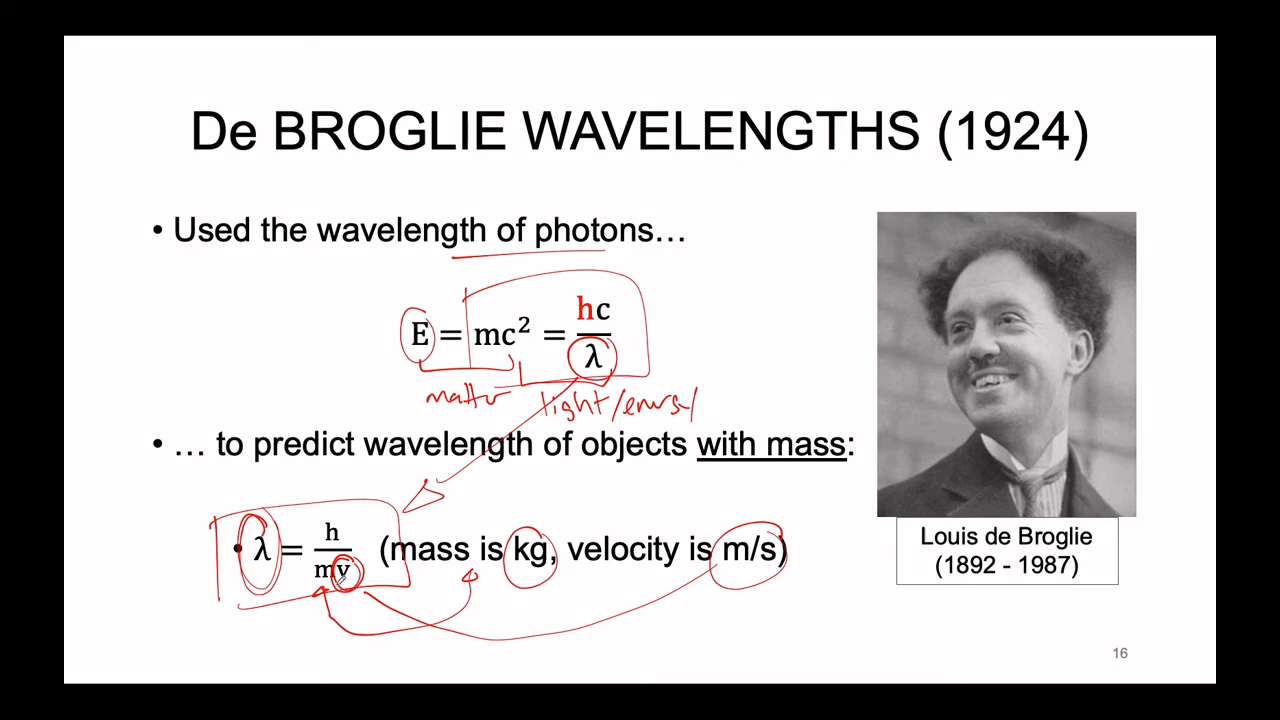 De BROGLIE WAVELENGTHS (1924)
• Used the wavelength of photons…
E = mc² = hc/λ
matter light/energy
• … to predict wavelength of objects with mass:
• λ = h/mv (mass is kg, velocity is m/s)
Louis de Broglie
(1892 - 1987)
16